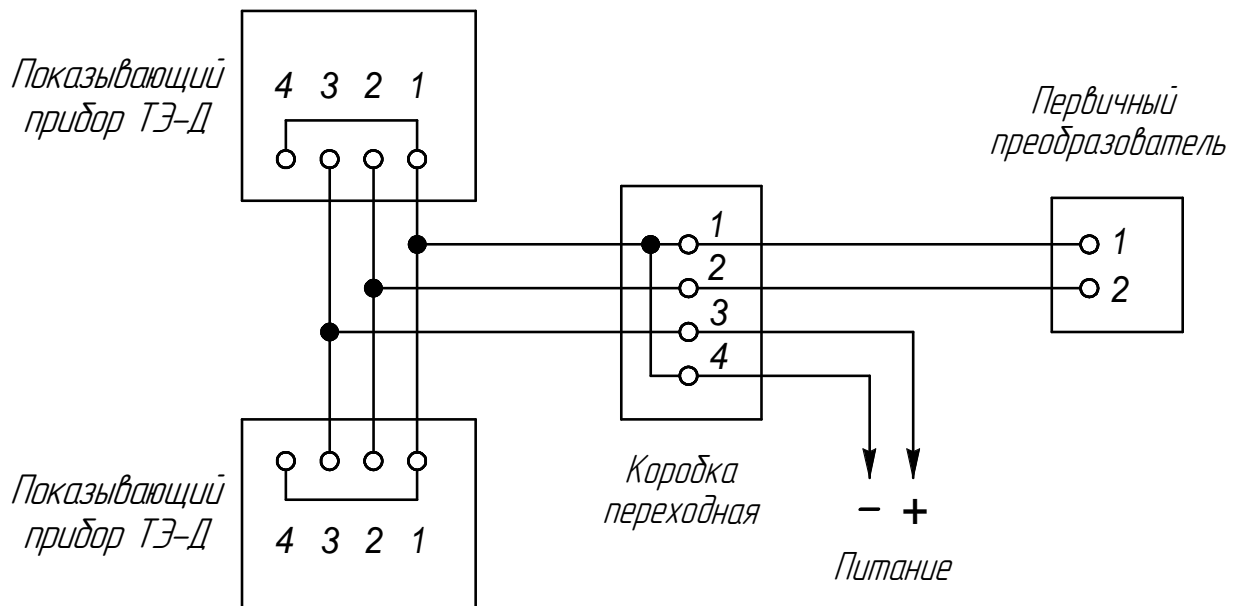 Показывающий
прибор ТЭ-Д
4 3 2 1
Первичный
преобразователь
1
2
3
4
1
2
Коробка
переходная
− +
Питание
Показывающий
прибор ТЭ-Д
4 3 2 1